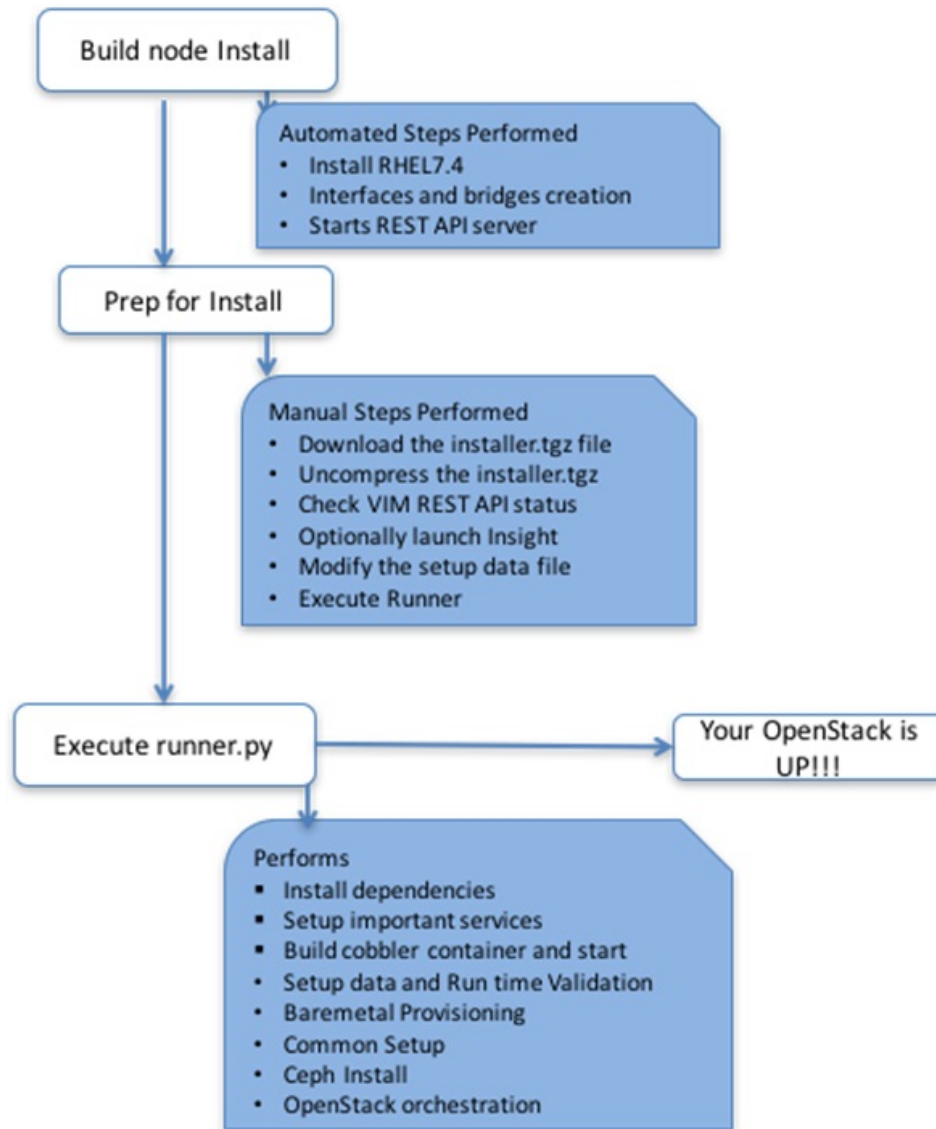 Build node Install
Automated Steps Performed
• Install RHEL7.4
• Interfaces and bridges creation
• Starts REST API server
Prep for Install
Manual Steps Performed
• Download the installer.tgz file
• Uncompress the installer.tgz
• Check VIM REST API status
• Optionally launch Insight
• Modify the setup data file
• Execute Runner
Execute runner.py
Your OpenStack is
UP!!!
Performs
▪ Install dependencies
▪ Setup important services
▪ Build cobbler container and start
• Setup data and Run time Validation
• Baremetal Provisioning
• Common Setup
• Ceph Install
• OpenStack orchestration